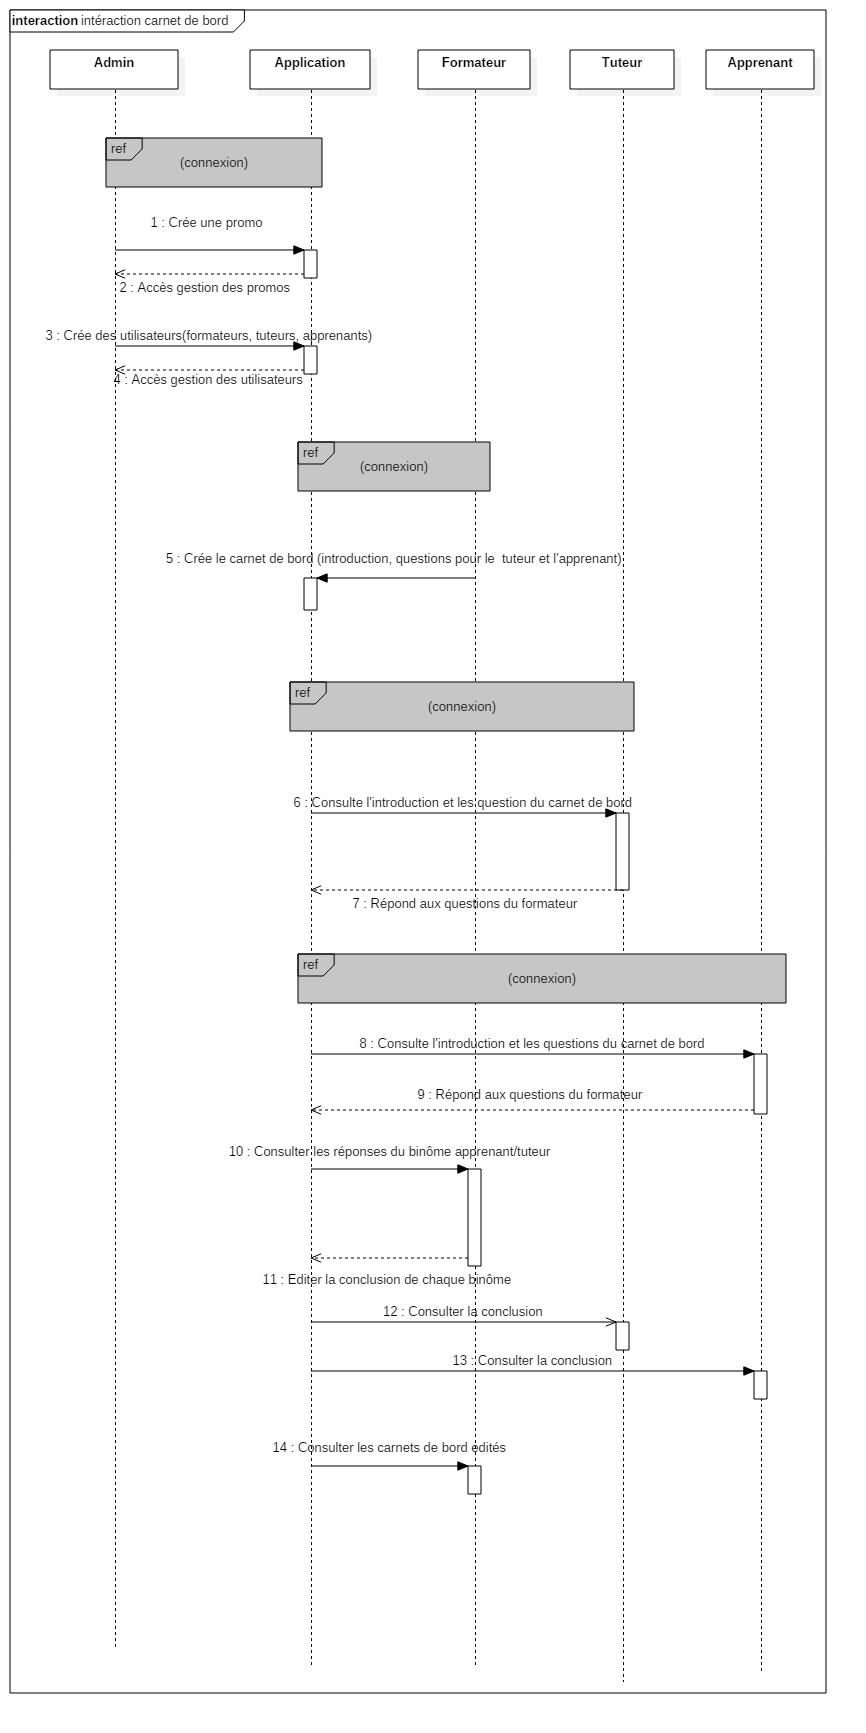 interaction intéraction carnet de bord
Admin
Application
Formateur
Tuteur
Apprenant
ref
(connexion)
1 : Crée une promo
2 : Accès gestion des promos
3 : Crée des utilisateurs(formateurs, tuteurs, apprenants)
4 : Accès gestion des utilisateurs
ref
(connexion)
5 : Crée le carnet de bord (introduction, questions pour le  tuteur et l'apprenant)
ref
(connexion)
6 : Consulte l'introduction et les question du carnet de bord
7 : Répond aux questions du formateur
ref
(connexion)
8 : Consulte l'introduction et les questions du carnet de bord
9 : Répond aux questions du formateur
10 : Consulter les réponses du binôme apprenant/tuteur
11 : Editer la conclusion de chaque binôme
12 : Consulter la conclusion
13 : Consulter la conclusion
14 : Consulter les carnets de bord edités